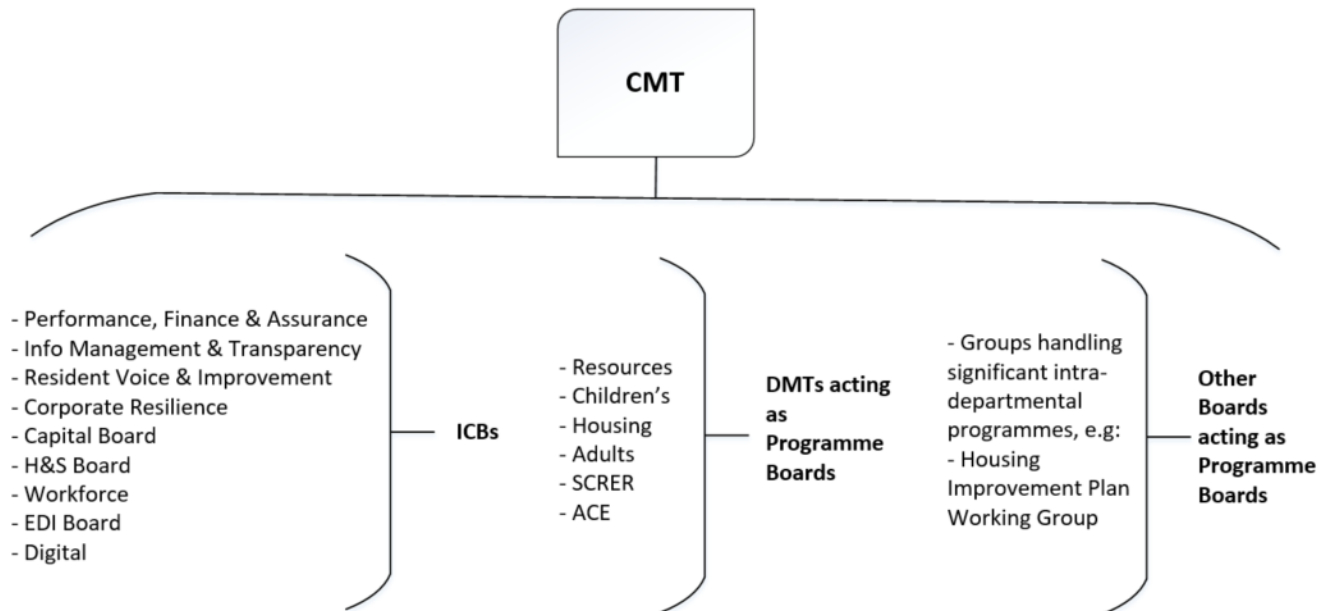 CMT
- Performance, Finance & Assurance
- Info Management & Transparency
- Resident Voice & Improvement
- Corporate Resilience
- Capital Board
- H&S Board
- Workforce
- EDI Board
- Digital
ICBs
- Resources
- Children’s
- Housing
- Adults
- SCRER
- ACE
DMTs acting
as
Programme
Boards
- Groups handling
significant intra-
departmental
programmes, e.g:
- Housing
Improvement Plan
Working Group
Other
Boards
acting as
Programme
Boards